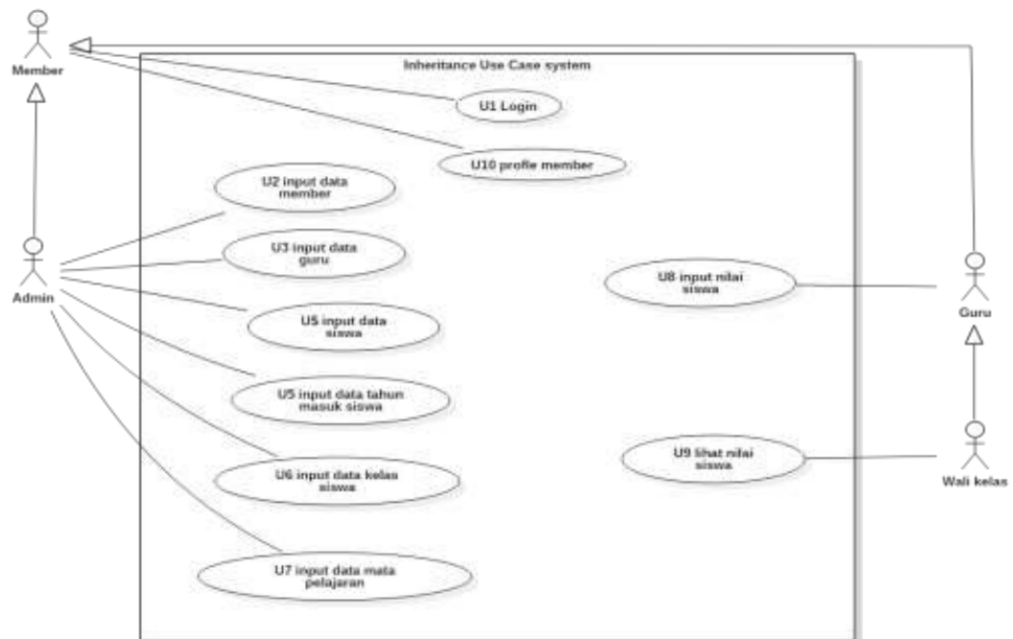 Member
Inheritance Use Case system
U1 Login
U10 profle member
U2 input data
member
U3 input data
guru
Admin
U8 input nilai
siswa
Guru
U5 input data
siswa
U5 input data tahun
masuk siswa
U9 lihat nilai
siswa
Wali kelas
U6 input data kelas
siswa
U7 input data mata
pelajaran